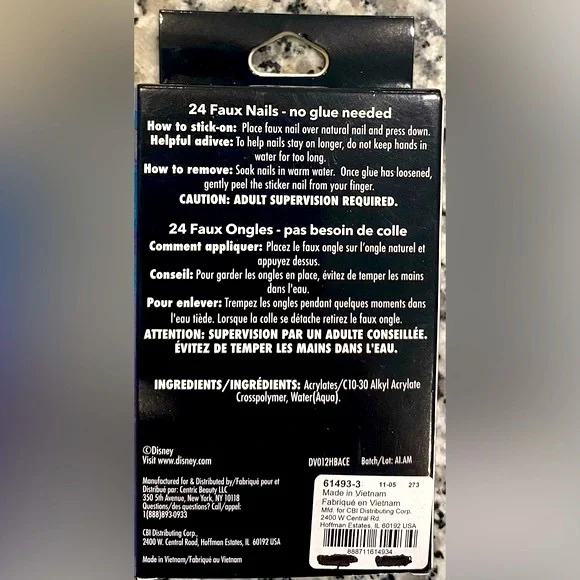 24 Faux Nails - no glue needed
How to stick-on: Place faux nail over natural nail and press down.
Helpful adivce: To help nails stay on longer, do not keep hands in
water for too long.
How to remove: Soak nails in warm water. Once glue has loosened,
gently peel the sticker nail from your finger.
CAUTION: ADULT SUPERVISION REQUIRED.
24 Faux Ongles - pas besoin de colle
Comment appliquer: Placez le faux ongle sur l'ongle naturel et
appuyez dessus.
Conseil: Pour garder les ongles en place, évitez de temper les mains
dans l'eau.
Pour enlever: Trempez les ongles pendant quelques moments dans
l'eau tiède. Lorsque la colle se détache retirez le faux ongle.
ATTENTION: SUPERVISION PAR UN ADULTE CONSEILLÉE.
ÉVITEZ DE TEMPER LES MAINS DANS L'EAU.
INGREDIENTS/INGRÉDIENTS: Acrylates/C10-30 Alkyl Acrylate
Crosspolymer, Water(Aqua).
©Disney
Visit www.disney.com
DV012HBACE Batch/Lot: AI.AM
Manufactured for & Distributed by/Fabriqué pour et
Distribué par: Centric Beauty LLC
350 5th Avenue, New York, NY 10118
Questions/des questions? Call/appel:
1(888)893-0933
CBI Distributing Corp.,
2400 W. Central Road, Hoffman Estates, IL 60192 USA
Made in Vietnam/Fabriqué au Vietnam
61493-3 11-05 273
Made in Vietnam
Fabriqué en Vietnam
Mfd. for CBI Distributing Corp.
2400 W Central Rd.
Hoffman Estates, IL 60192 USA
888711614934